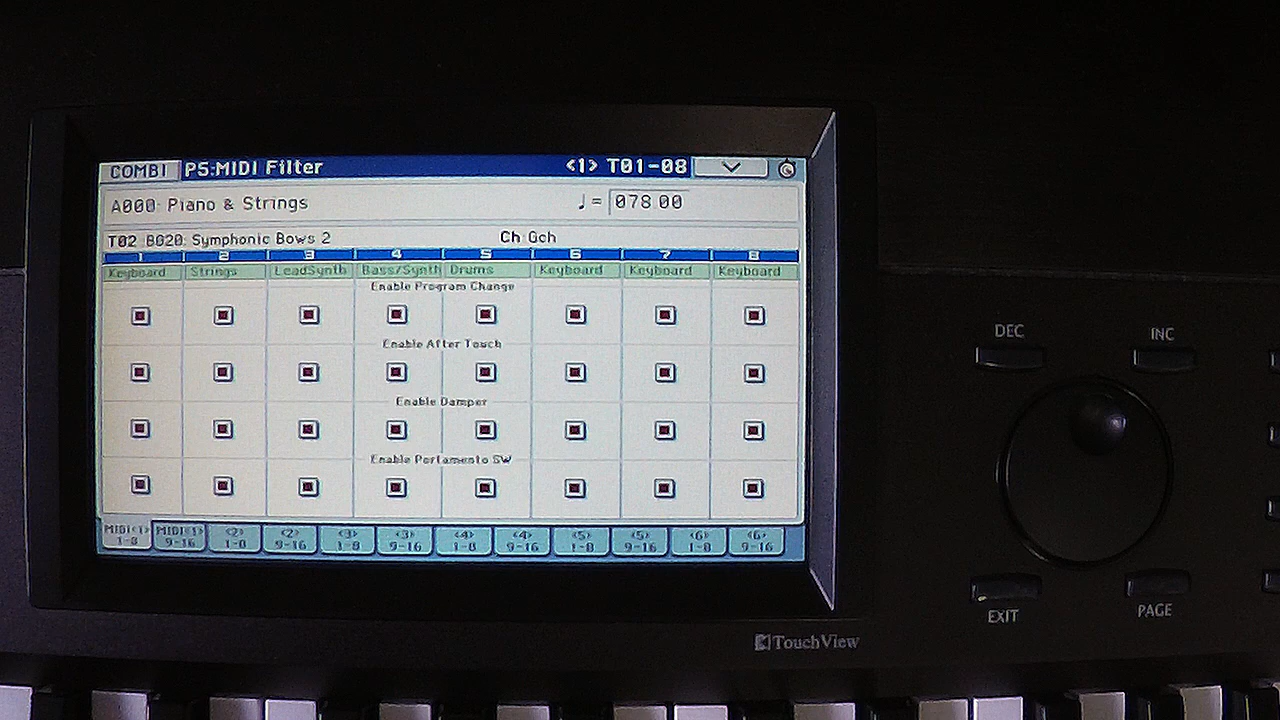 COMBI P5:MIDI Filter <1> T01-08
A000: Piano & Strings ♩= 078.00
T02 B020: Symphonic Bows 2 Ch:Gch
1 2 3 4 5 6 7 8
Keyboard Strings LeadSynth Bass/Synth Drums Keyboard Keyboard Keyboard
Enable Program Change
Enable After Touch
Enable Damper
Enable Portamento SW
MIDI<1> 1-8 MIDI<1> 9-16 <2> 1-8 <2> 9-16 <3> 1-8 <3> 9-16 <4> 1-8 <4> 9-16 <5> 1-8 <5> 9-16 <6> 1-8 <6> 9-16
DEC INC
EXIT PAGE
TouchView